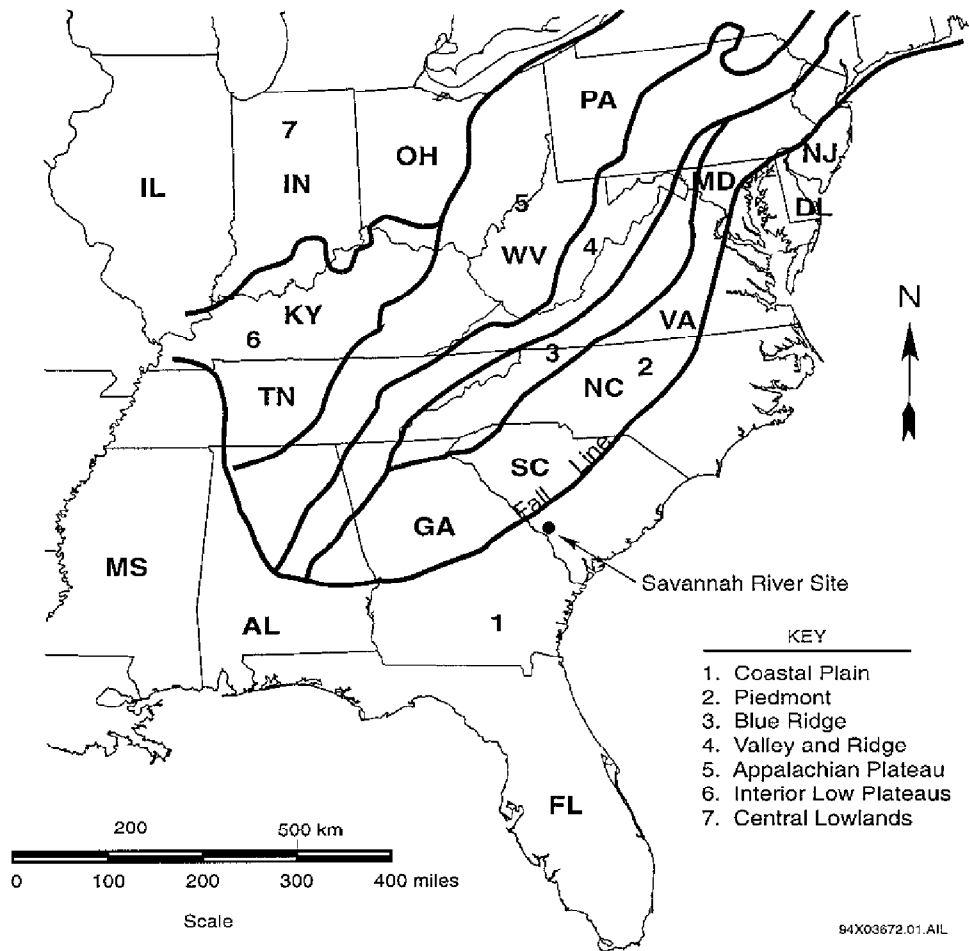 PA
NJ
7
OH
IL
IN
MD
DL
5
WV
4
N
KY
VA
6
3
2
TN
NC
SC
Fall Line
GA
MS
Savannah River Site
AL
1
KEY
1. Coastal Plain
2. Piedmont
3. Blue Ridge
4. Valley and Ridge
5. Appalachian Plateau
6. Interior Low Plateaus
7. Central Lowlands
FL
200 500 km
0 100 200 300 400 miles
Scale
94X03672.01.AIL